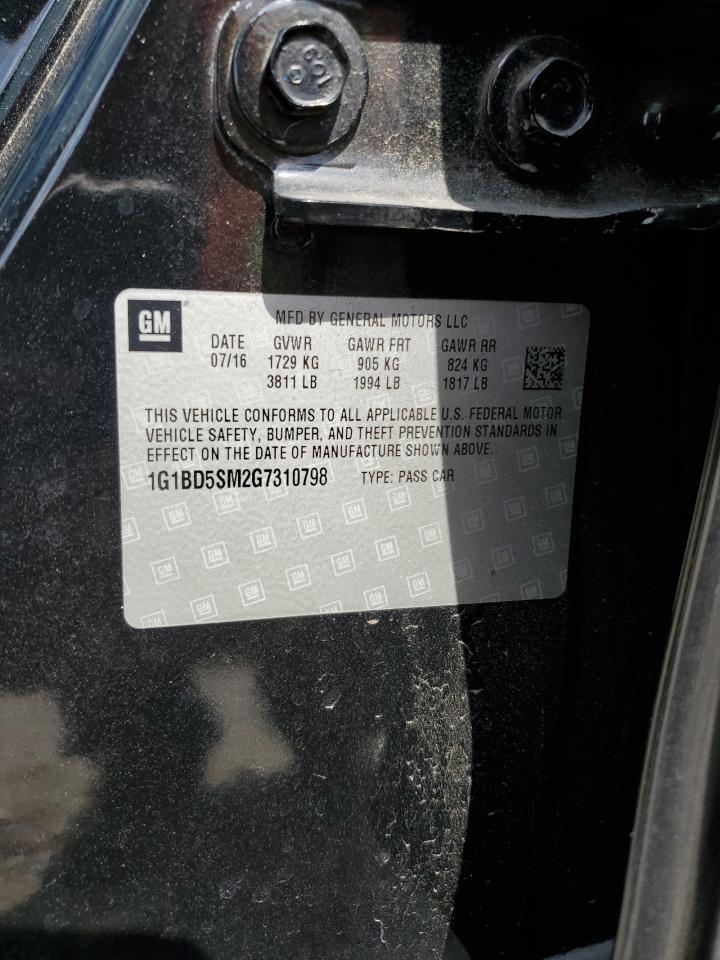 GM
MFD BY GENERAL MOTORS LLC
DATE GVWR GAWR FRT GAWR RR
07/16 1729 KG 905 KG 824 KG
3811 LB 1994 LB 1817 LB
THIS VEHICLE CONFORMS TO ALL APPLICABLE U.S. FEDERAL MOTOR
VEHICLE SAFETY, BUMPER, AND THEFT PREVENTION STANDARDS IN
EFFECT ON THE DATE OF MANUFACTURE SHOWN ABOVE.
1G1BD5SM2G7310798 TYPE: PASS CAR